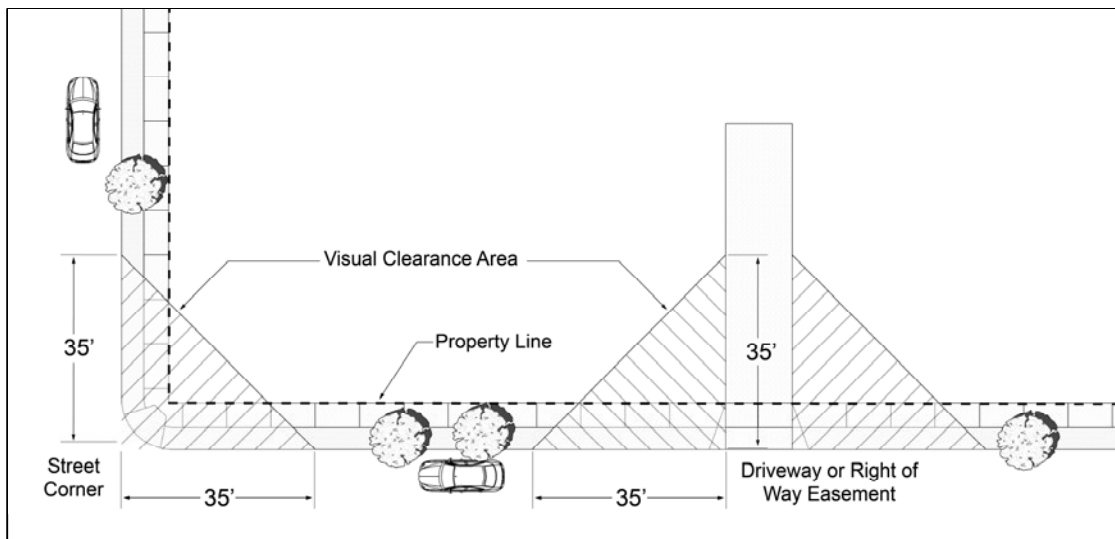 Visual Clearance Area
Property Line
35’
35’
Street
Corner
35’
35’
Driveway or Right of
Way Easement